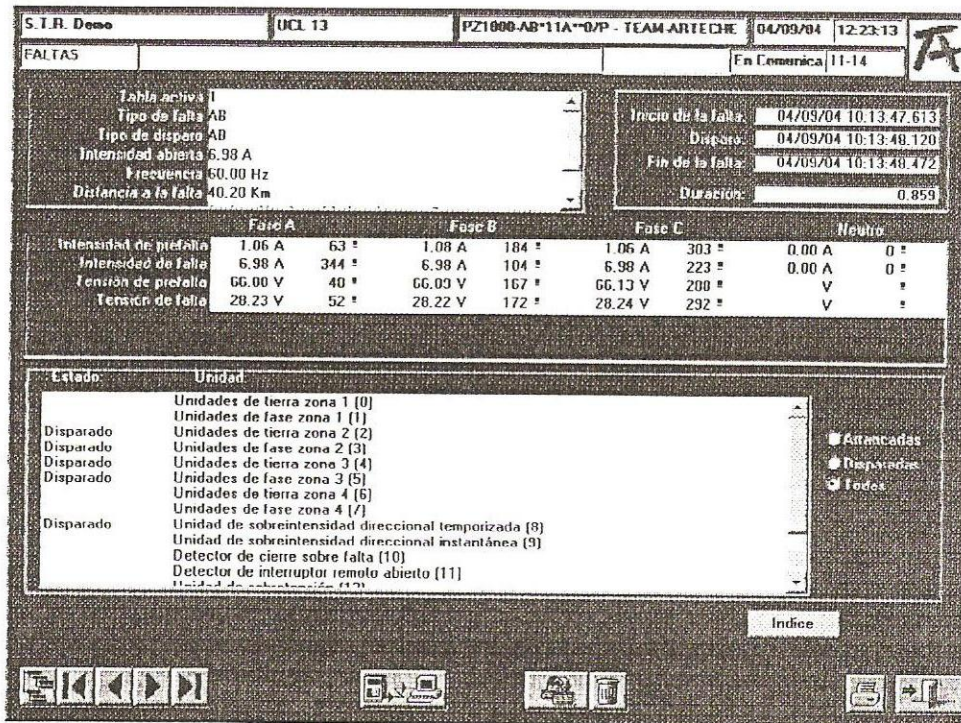 S.T.R. Demo UCL 13 PZ1000-AB*11A**0/P - TEAM-ARTECHE 04/09/04 12:23:13
FALTAS En Comunica 11-14
Tabla activa 1
Tipo de falta AB
Tipo de disparo AB
Intensidad abierta 6.98 A
Frecuencia 60.00 Hz
Distancia a la falta 40.20 Km
Inicio de la falta: 04/09/04 10:13:47.613
Disparo: 04/09/04 10:13:48.120
Fin de la falta: 04/09/04 10:13:48.472
Duración: 0.859
Fase A Fase B Fase C Neutro
Intensidad de prefalta 1.06 A 63 º 1.08 A 184 º 1.06 A 303 º 0.00 A 0 º
Intensidad de falta 6.98 A 344 º 6.98 A 104 º 6.98 A 223 º 0.00 A 0 º
Tensión de prefalta 66.00 V 48 º 66.09 V 167 º 66.13 V 288 º V º
Tensión de falta 28.23 V 52 º 28.22 V 172 º 28.24 V 292 º V º
Estado: Unidad:
Unidades de tierra zona 1 (0)
Unidades de fase zona 1 (1)
Disparado Unidades de tierra zona 2 (2)
Disparado Unidades de fase zona 2 (3)
Disparado Unidades de tierra zona 3 (4)
Disparado Unidades de fase zona 3 (5)
Unidades de tierra zona 4 (6)
Unidades de fase zona 4 (7)
Disparado Unidad de sobreintensidad direccional temporizada (8)
Unidad de sobreintensidad direccional instantánea (9)
Detector de cierre sobre falta (10)
Detector de interruptor remoto abierto (11)
Unidad de sobretensión (12)
Arrancadas
Disparadas
Todas
Indice